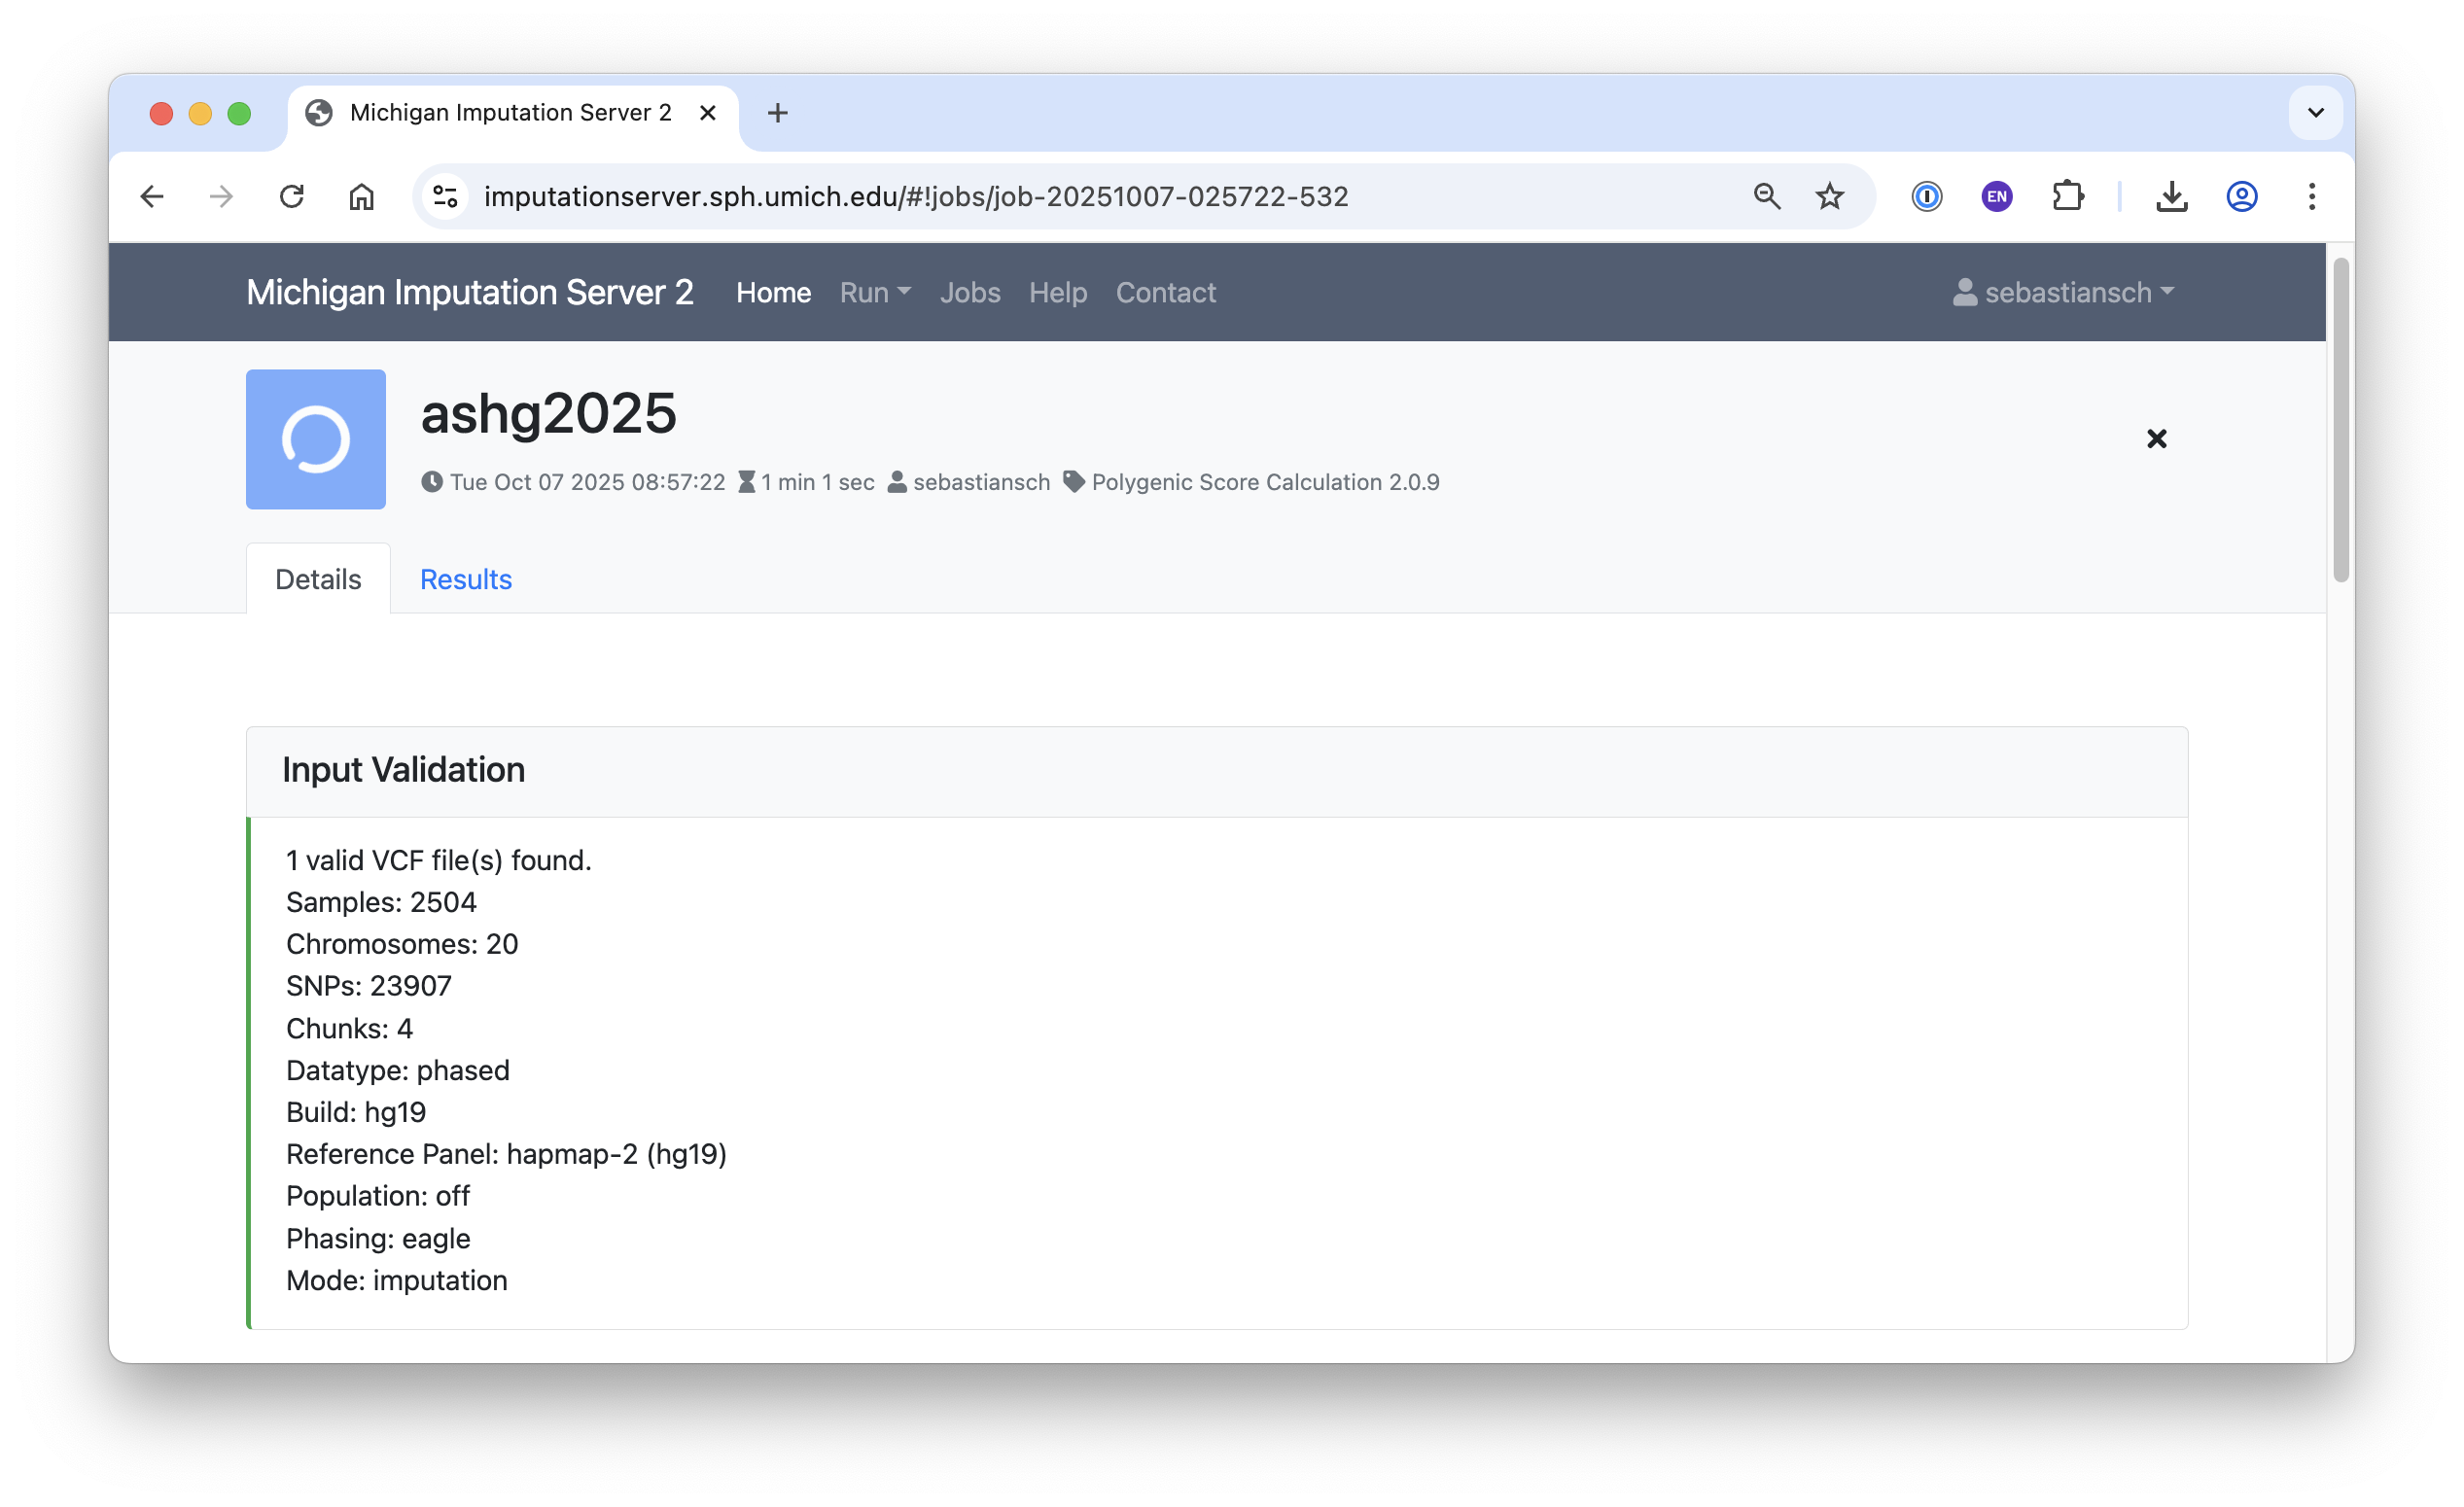 Michigan Imputation Server 2
imputationserver.sph.umich.edu/#!jobs/job-20251007-025722-532
EN
Michigan Imputation Server 2 Home Run Jobs Help Contact sebastiansch
ashg2025
Tue Oct 07 2025 08:57:22 1 min 1 sec sebastiansch Polygenic Score Calculation 2.0.9
Details Results
Input Validation
1 valid VCF file(s) found.
Samples: 2504
Chromosomes: 20
SNPs: 23907
Chunks: 4
Datatype: phased
Build: hg19
Reference Panel: hapmap-2 (hg19)
Population: off
Phasing: eagle
Mode: imputation